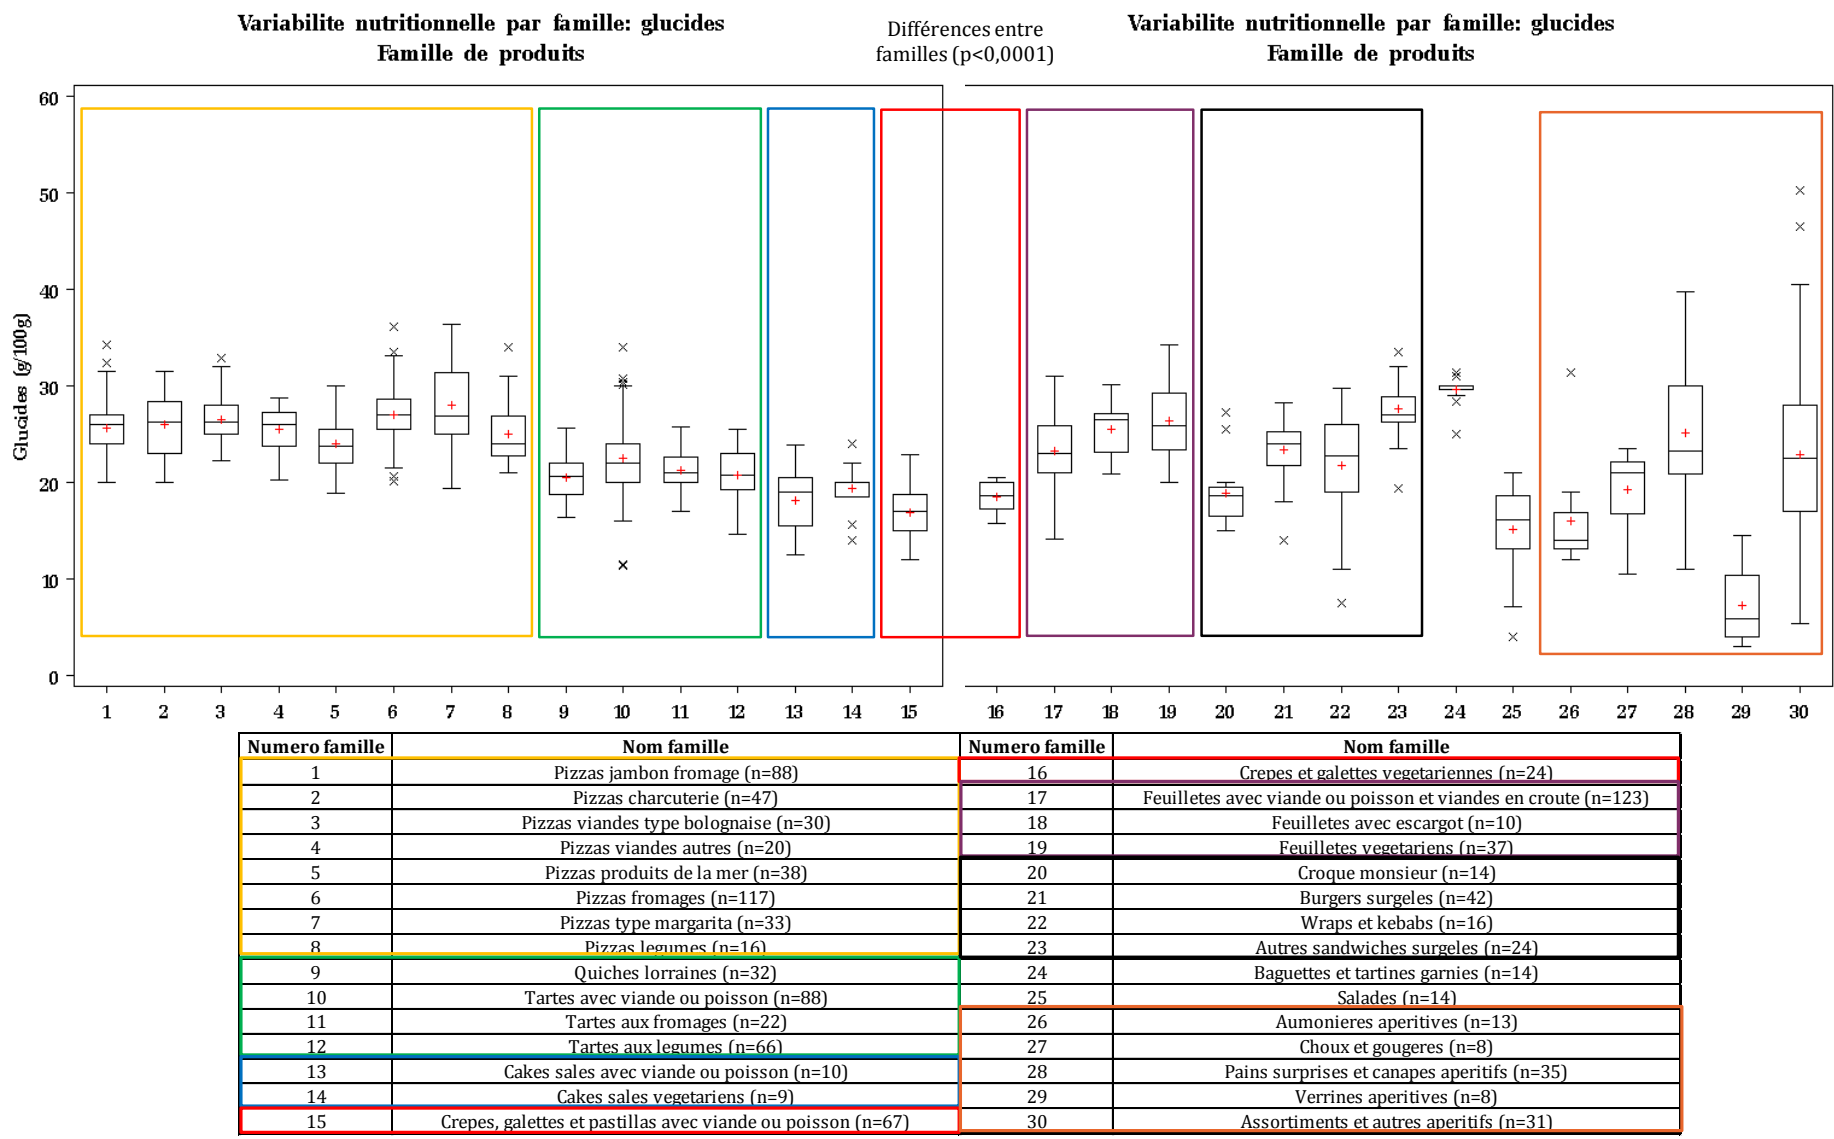 Variabilite nutritionnelle par famille: glucides
Famille de produits
Différences entre
familles (p<0,0001)
Variabilite nutritionnelle par famille: glucides
Famille de produits
Glucides (g/100g)
60
50
40
30
20
10
0
1 2 3 4 5 6 7 8 9 10 11 12 13 14 15 16 17 18 19 20 21 22 23 24 25 26 27 28 29 30
Numero famille Nom famille Numero famille Nom famille
1 Pizzas jambon fromage (n=88) 16 Crepes et galettes vegetariennes (n=24)
2 Pizzas charcuterie (n=47) 17 Feuilletes avec viande ou poisson et viandes en croute (n=123)
3 Pizzas viandes type bolognaise (n=30) 18 Feuilletes avec escargot (n=10)
4 Pizzas viandes autres (n=20) 19 Feuilletes vegetariens (n=37)
5 Pizzas produits de la mer (n=38) 20 Croque monsieur (n=14)
6 Pizzas fromages (n=117) 21 Burgers surgeles (n=42)
7 Pizzas type margarita (n=33) 22 Wraps et kebabs (n=16)
8 Pizzas legumes (n=16) 23 Autres sandwiches surgeles (n=24)
9 Quiches lorraines (n=32) 24 Baguettes et tartines garnies (n=14)
10 Tartes avec viande ou poisson (n=88) 25 Salades (n=14)
11 Tartes aux fromages (n=22) 26 Aumonieres aperitives (n=13)
12 Tartes aux legumes (n=66) 27 Choux et gougeres (n=8)
13 Cakes sales avec viande ou poisson (n=10) 28 Pains surprises et canapes aperitifs (n=35)
14 Cakes sales vegetariens (n=9) 29 Verrines aperitives (n=8)
15 Crepes, galettes et pastillas avec viande ou poisson (n=67) 30 Assortiments et autres aperitifs (n=31)